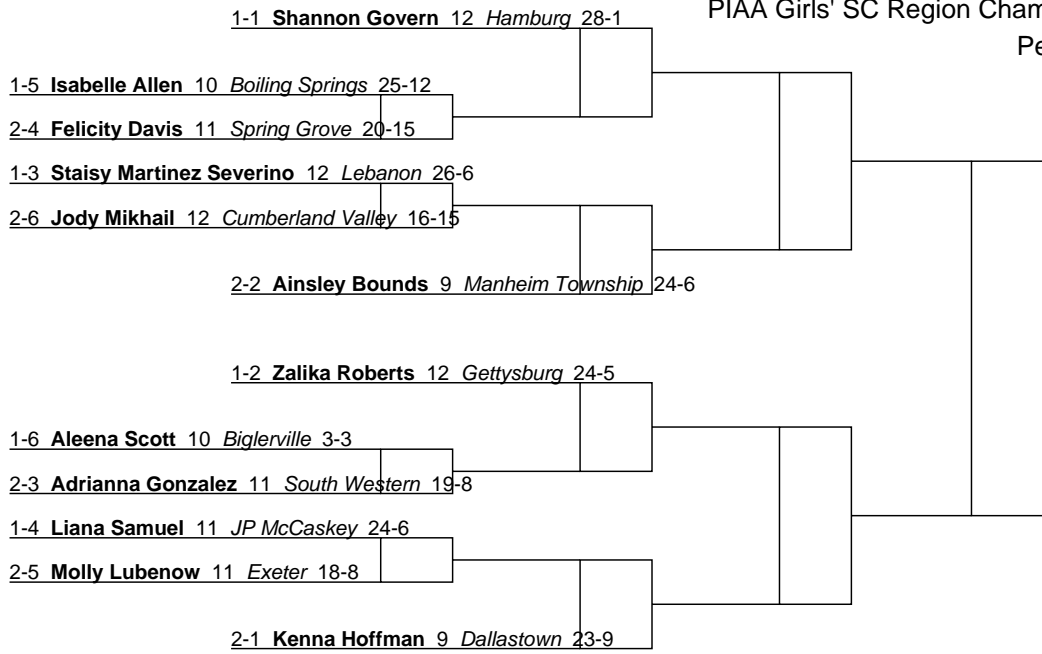 1-1 Shannon Govern 12 Hamburg 28-1
PIAA Girls' SC Region
1-5 Isabelle Allen 10 Boiling Springs 25-12
2-4 Felicity Davis 11 Spring Grove 20-15
1-3 Staisy Martinez Severino 12 Lebanon 26-6
2-6 Jody Mikhail 12 Cumberland Valley 16-15
2-2 Ainsley Bounds 9 Manheim Township 24-6
1-2 Zalika Roberts 12 Gettysburg 24-5
1-6 Aleena Scott 10 Biglerville 3-3
2-3 Adrianna Gonzalez 11 South Western 19-8
1-4 Liana Samuel 11 JP McCaskey 24-6
2-5 Molly Lubenow 11 Exeter 18-8
2-1 Kenna Hoffman 9 Dallastown 23-9